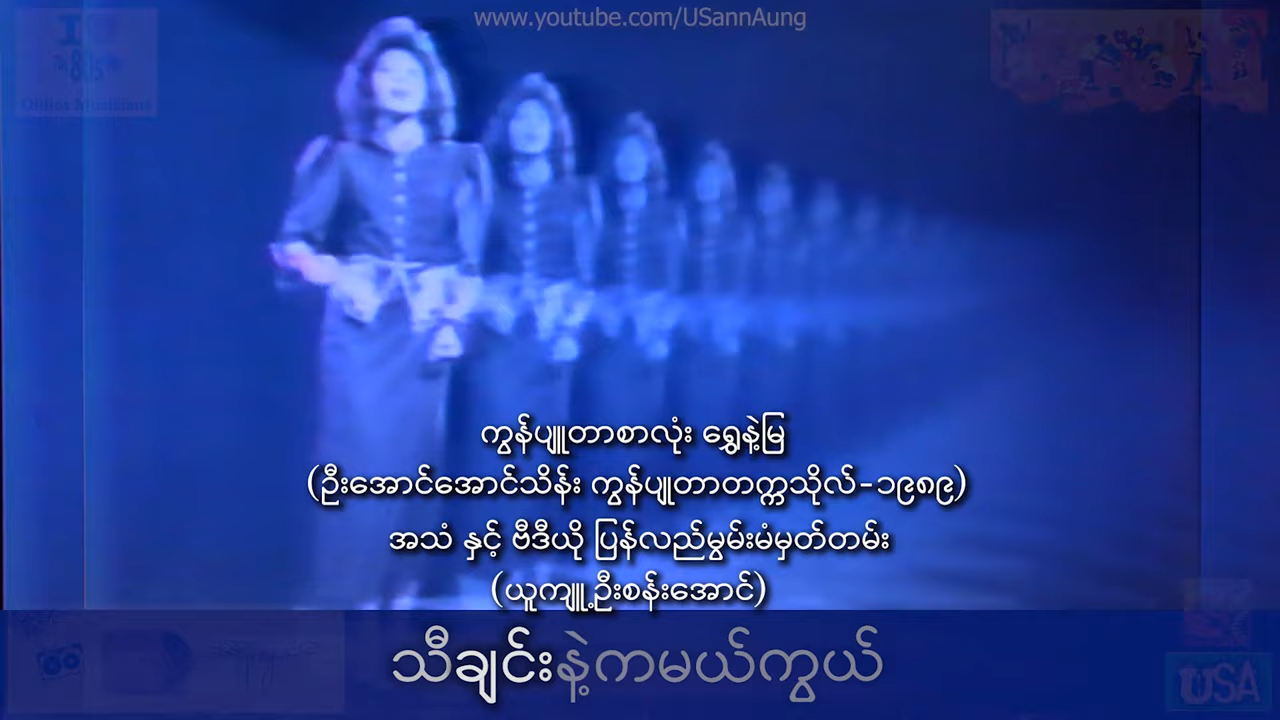 www.youtube.com/USannAung
ကွန်ပျူတာစာလုံး ရွှေနဲ့မြ
(ဦးအောင်အောင်သိန်း ကွန်ပျုတာတက္ကသိုလ်-၁၉၈၉)
အသံ နှင့် ဗီဒီယို ပြန်လည်မွမ်းမံမှတ်တမ်း
(ယူကျူ့ဦးစန်းအောင်)
သီချင်းနဲ့ကမယ်ကွယ်
USA